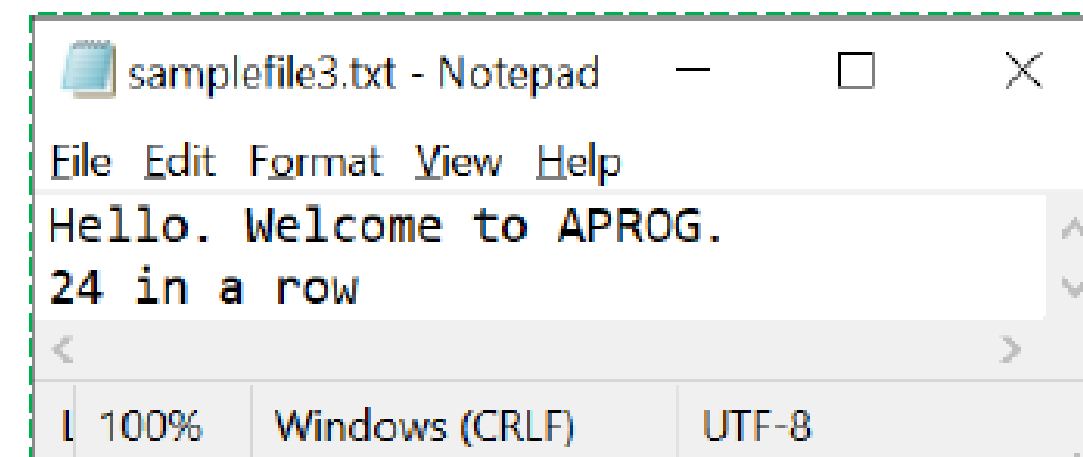 samplefile3.txt - Notepad
File Edit Format View Help
Hello. Welcome to APROG.
24 in a row
100% Windows (CRLF) UTF-8